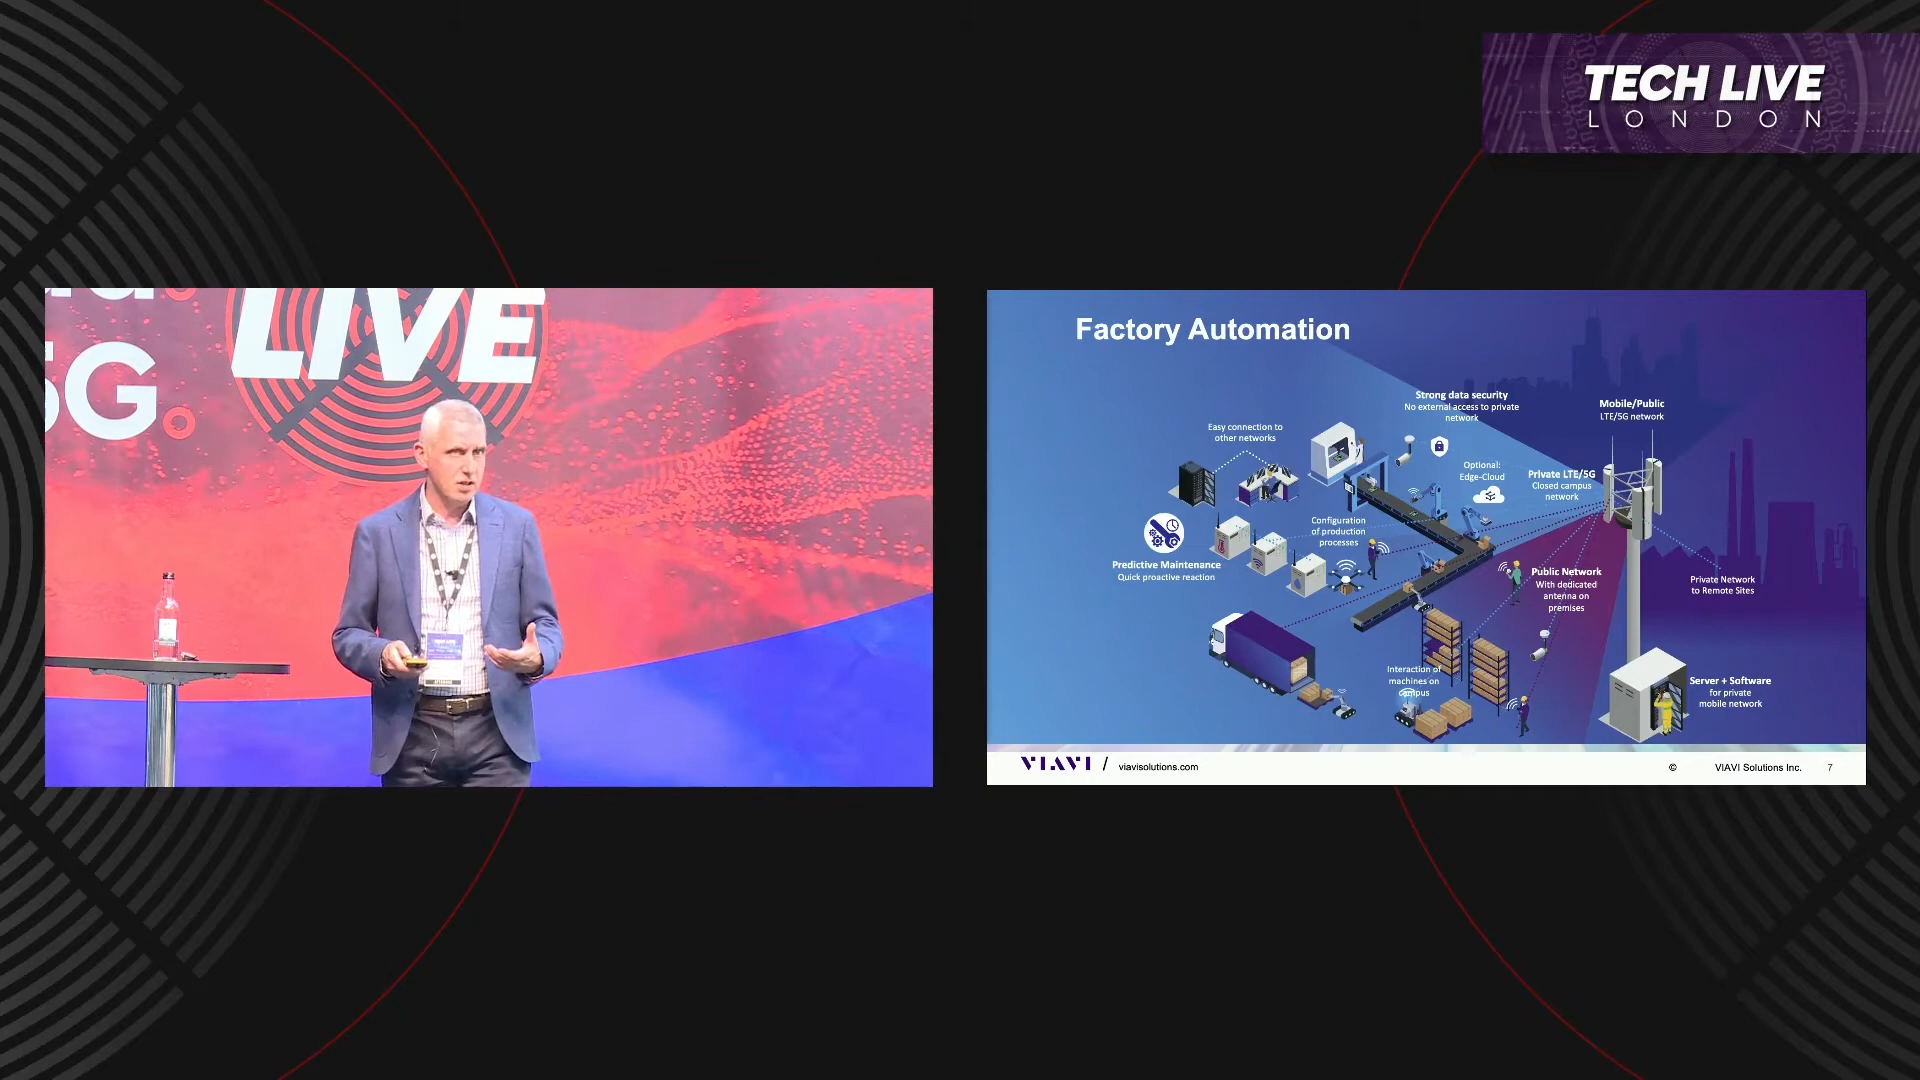 TECH LIVE
LONDON
LIVE
5G.
Factory Automation
Strong data security
No external access to private
network
Mobile/Public
LTE/5G network
Easy connection to
other networks
Optional:
Edge-Cloud
Private LTE/5G
Closed campus
network
Configuration
of production
processes
Predictive Maintenance
Quick proactive reaction
Public Network
With dedicated
antenna on
premises
Private Network
to Remote Sites
Interaction of
machines on
campus
Server + Software
for private
mobile network
VIAVI / viavisolutions.com
© VIAVI Solutions Inc. 7